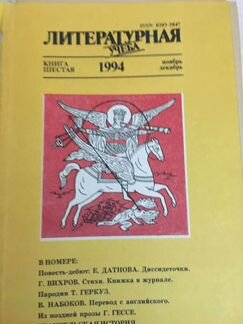 ISSN 0203-5847
ЛИТЕРАТУРНАЯ
УЧЕБА
КНИГА
ШЕСТАЯ
1994
ноябрь
декабрь
В НОМЕРЕ:
Повесть-дебют: Е. ДАТНОВА. Диссидеточки.
Г. ВИХРОВ. Стихи. Книжка в журнале.
Пародии Т. ГЕРКУЗ.
В. НАБОКОВ. Перевод с английского.
Из поздней прозы Г. ГЕССЕ.